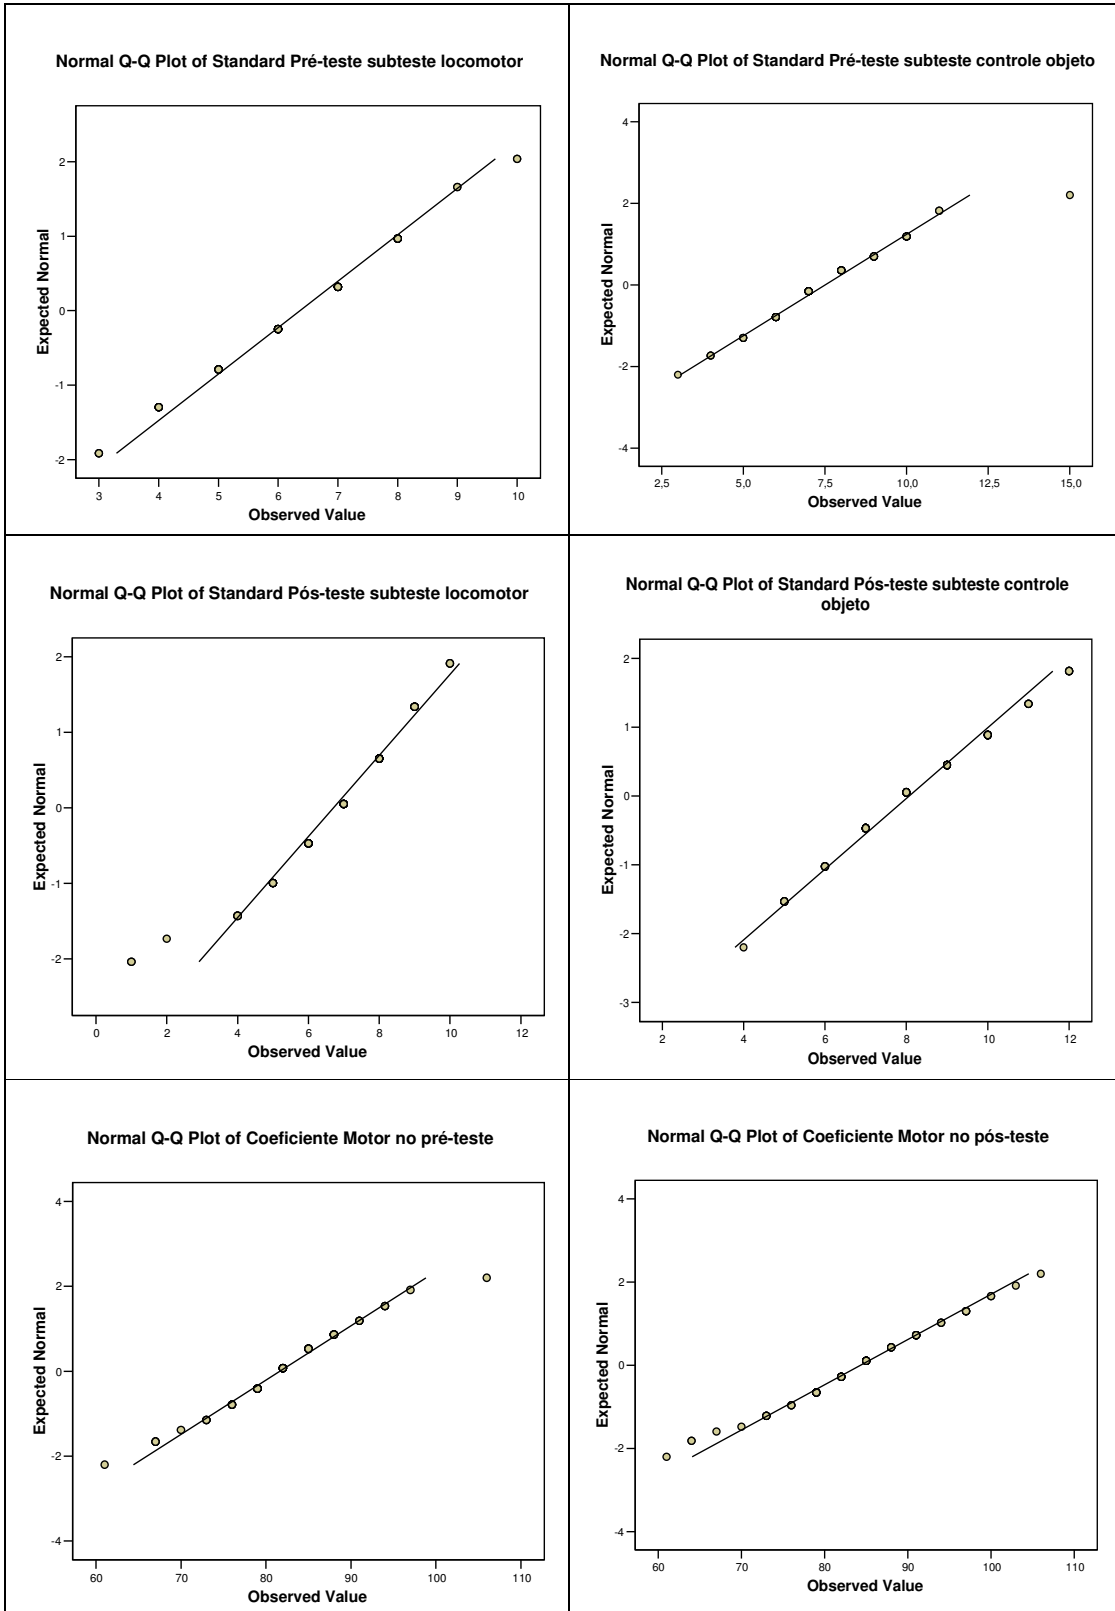 Normal Q-Q Plot of Standard Pré-teste subteste locomotor
Expected Normal
2
1
0
-1
-2
3 4 5 6 7 8 9 10
Observed Value
Normal Q-Q Plot of Standard Pré-teste subteste controle objeto
Expected Normal
4
2
0
-2
-4
2,5 5,0 7,5 10,0 12,5 15,0
Observed Value
Normal Q-Q Plot of Standard Pós-teste subteste locomotor
Expected Normal
2
1
0
-1
-2
0 2 4 6 8 10 12
Observed Value
Normal Q-Q Plot of Standard Pós-teste subteste controle
objeto
Expected Normal
2
1
0
-1
-2
-3
2 4 6 8 10 12
Observed Value
Normal Q-Q Plot of Coeficiente Motor no pré-teste
Expected Normal
4
2
0
-2
-4
60 70 80 90 100 110
Observed Value
Normal Q-Q Plot of Coeficiente Motor no pós-teste
Expected Normal
4
2
0
-2
-4
60 70 80 90 100 110
Observed Value